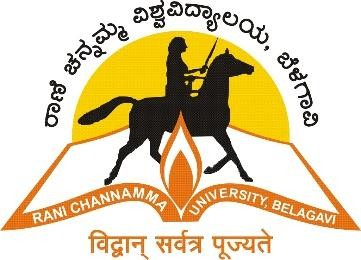 ರಾಣಿ ಚನ್ನಮ್ಮ ವಿಶ್ವವಿದ್ಯಾಲಯ, ಬೆಳಗಾವಿ
RANI CHANNAMMA UNIVERSITY, BELAGAVI
विद्वान् सर्वत्र पूज्यते